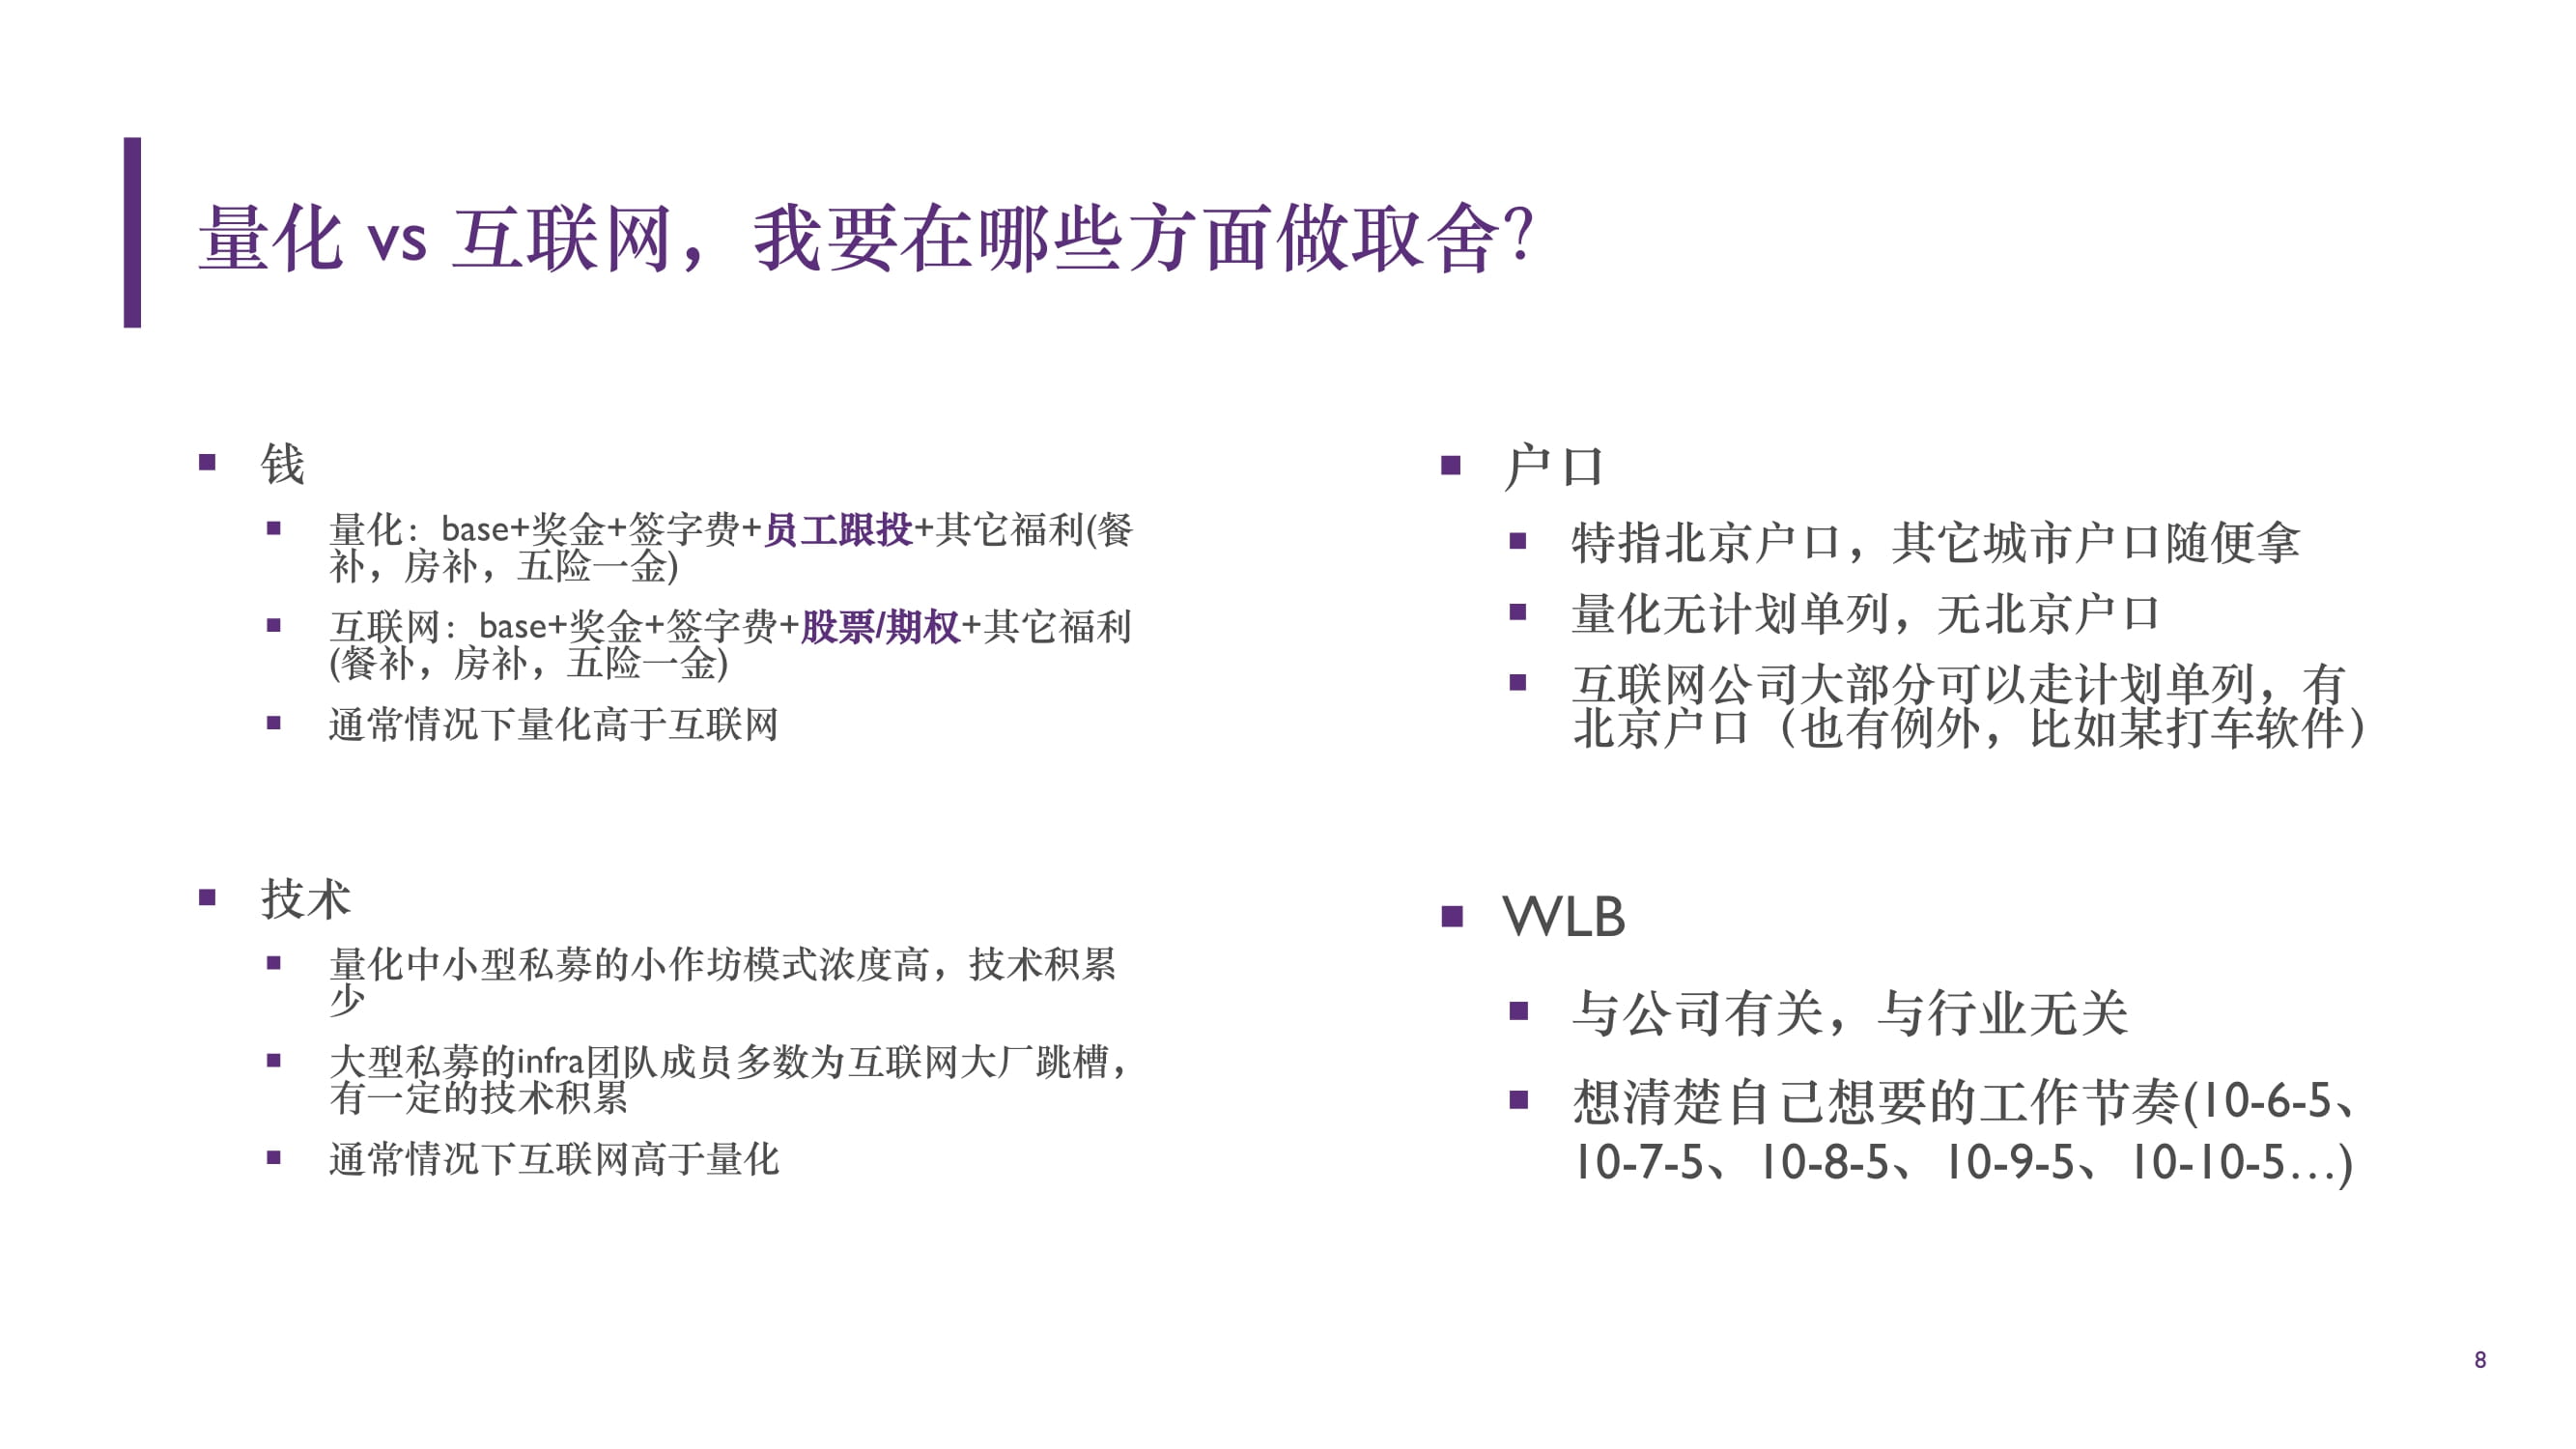 量化 vs 互联网，我要在哪些方面做取舍？
钱
量化：base+奖金+签字费+员工跟投+其它福利(餐
补，房补，五险一金)
互联网：base+奖金+签字费+股票/期权+其它福利
(餐补，房补，五险一金)
通常情况下量化高于互联网
技术
量化中小型私募的小作坊模式浓度高，技术积累
少
大型私募的infra团队成员多数为互联网大厂跳槽，
有一定的技术积累
通常情况下互联网高于量化
户口
特指北京户口，其它城市户口随便拿
量化无计划单列，无北京户口
互联网公司大部分可以走计划单列，有
北京户口（也有例外，比如某打车软件）
WLB
与公司有关，与行业无关
想清楚自己想要的工作节奏(10-6-5、
10-7-5、10-8-5、10-9-5、10-10-5…)
8